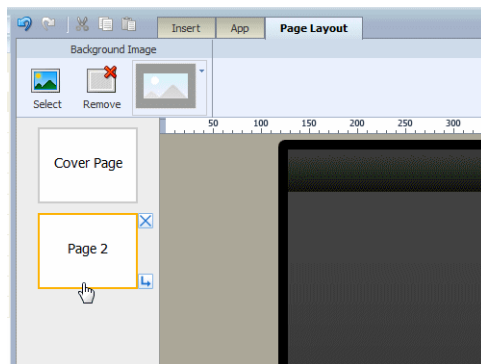 Insert App Page Layout
Background Image
Select Remove
50 100 150 200 250 300
Cover Page
Page 2